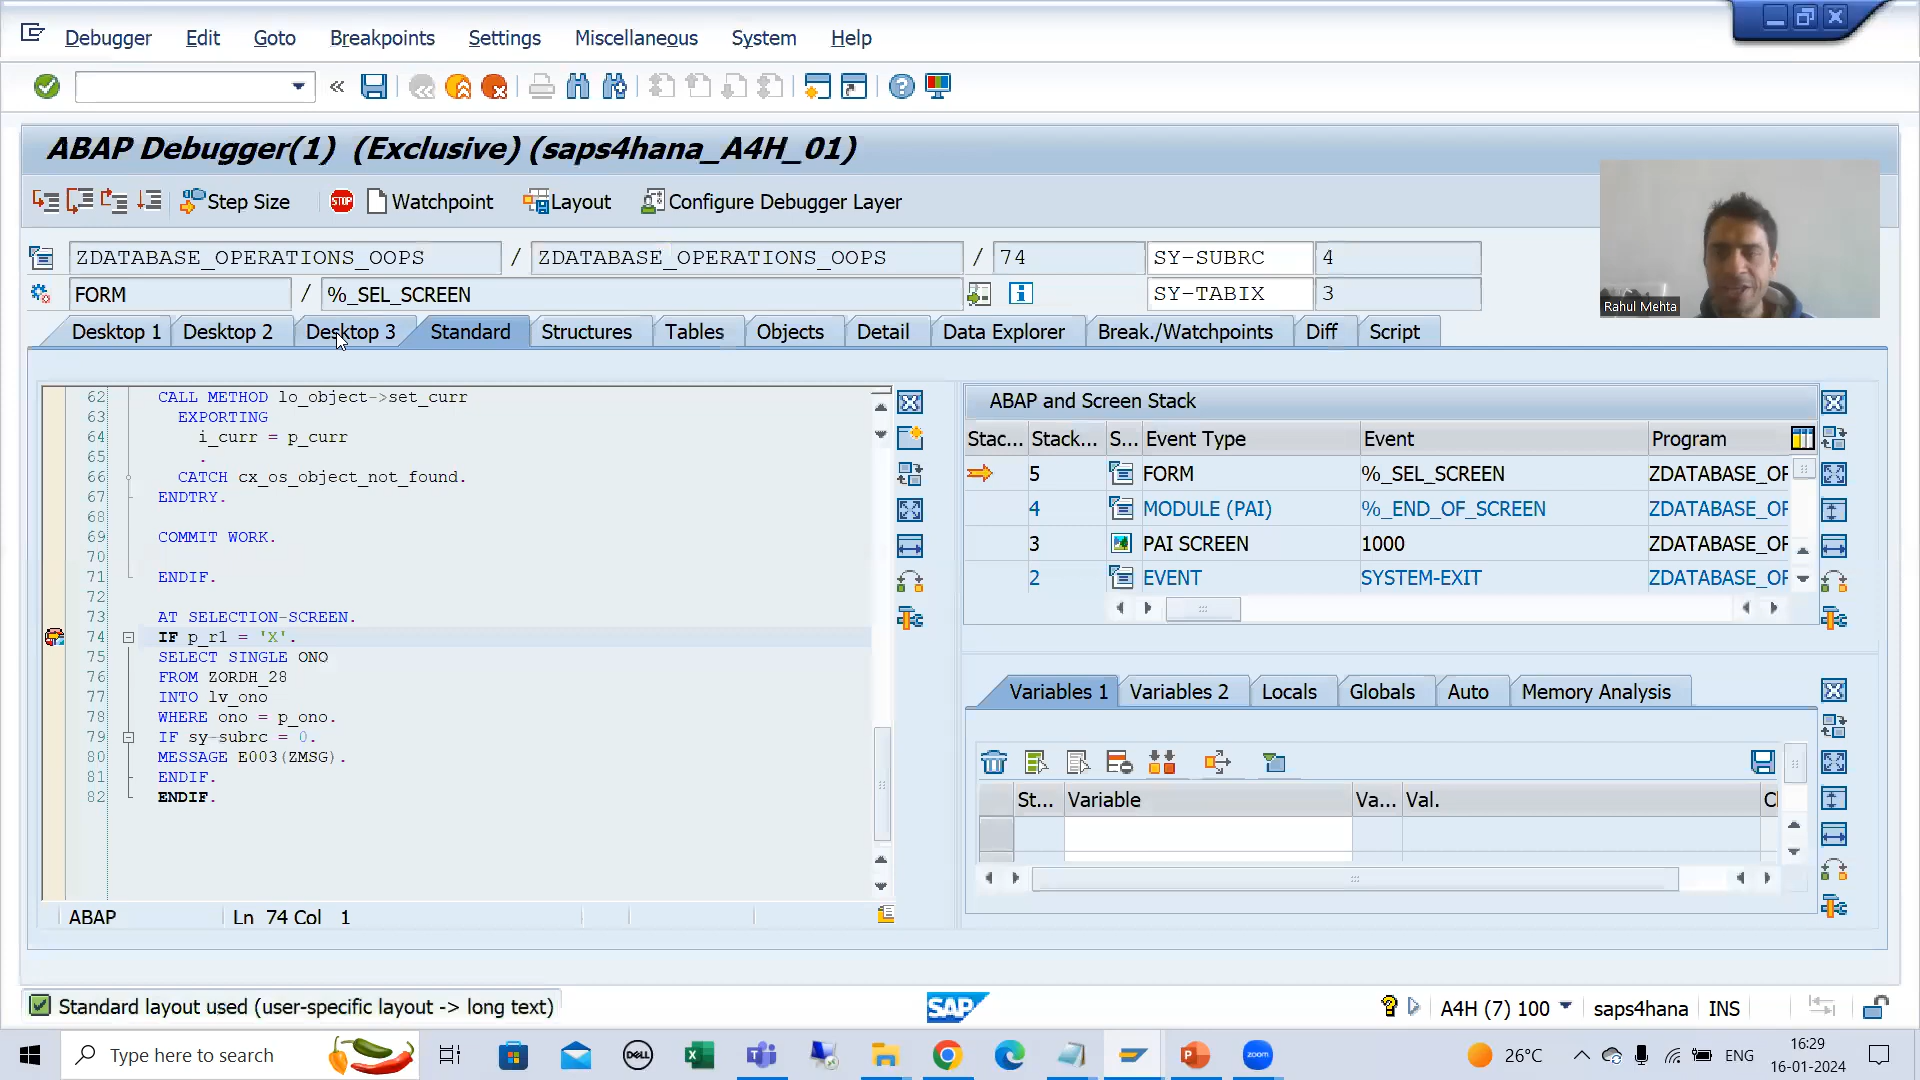 Debugger Edit Goto Breakpoints Settings Miscellaneous System Help
ABAP Debugger(1) (Exclusive) (saps4hana_A4H_01)
Step Size STOP Watchpoint Layout Configure Debugger Layer
ZDATABASE_OPERATIONS_OOPS / ZDATABASE_OPERATIONS_OOPS / 74 SY-SUBRC 4
FORM / %_SEL_SCREEN SY-TABIX 3
Rahul Mehta
Desktop 1 Desktop 2 Desktop 3 Standard Structures Tables Objects Detail Data Explorer Break./Watchpoints Diff Script
62 CALL METHOD lo_object->set_curr
63 EXPORTING
64 i_curr = p_curr
65 .
66 CATCH cx_os_object_not_found.
67 ENDTRY.
68
69 COMMIT WORK.
70
71 ENDIF.
72
73 AT SELECTION-SCREEN.
74 IF p_r1 = 'X'.
75 SELECT SINGLE ONO
76 FROM ZORDH_28
77 INTO lv_ono
78 WHERE ono = p_ono.
79 IF sy-subrc = 0.
80 MESSAGE E003(ZMSG).
81 ENDIF.
82 ENDIF.
ABAP Ln 74 Col 1
ABAP and Screen Stack
Stac... Stack... S... Event Type Event Program
5 FORM %_SEL_SCREEN ZDATABASE_OP
4 MODULE (PAI) %_END_OF_SCREEN ZDATABASE_OP
3 PAI SCREEN 1000 ZDATABASE_OP
2 EVENT SYSTEM-EXIT ZDATABASE_OP
Variables 1 Variables 2 Locals Globals Auto Memory Analysis
St... Variable Va... Val. C
Standard layout used (user-specific layout -> long text)
SAP
A4H (7) 100 saps4hana INS
Type here to search
DELL
zoom
26°C
ENG
16:29
16-01-2024